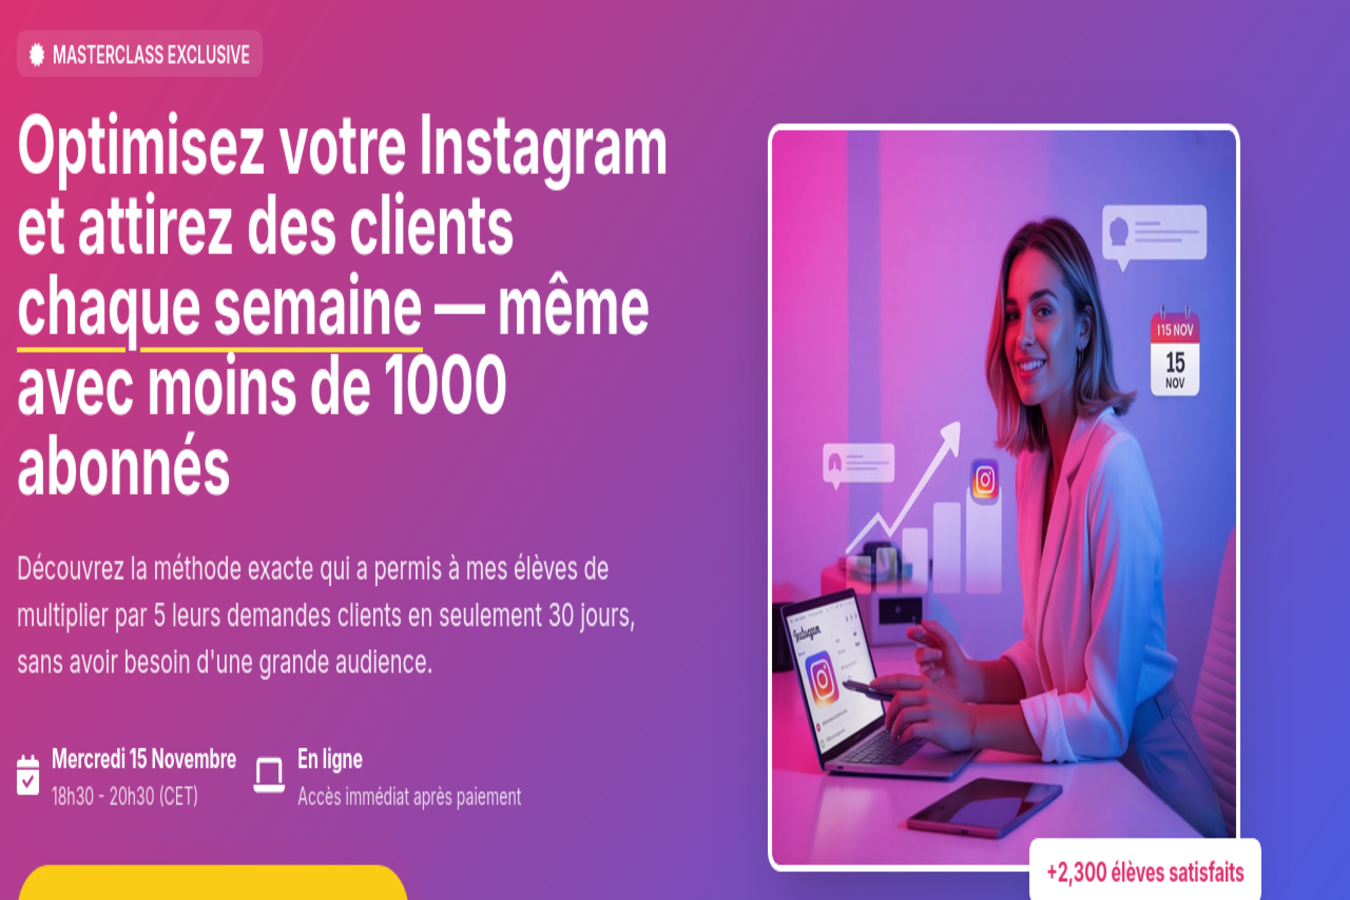 MASTERCLASS EXCLUSIVE
Optimisez votre Instagram
et attirez des clients
chaque semaine — même
avec moins de 1000
abonnés
Découvrez la méthode exacte qui a permis à mes élèves de
multiplier par 5 leurs demandes clients en seulement 30 jours,
sans avoir besoin d'une grande audience.
Mercredi 15 Novembre
18h30 - 20h30 (CET)
En ligne
Accès immédiat après paiement
I15 NOV
15
NOV
Instagram
+2,300 élèves satisfaits